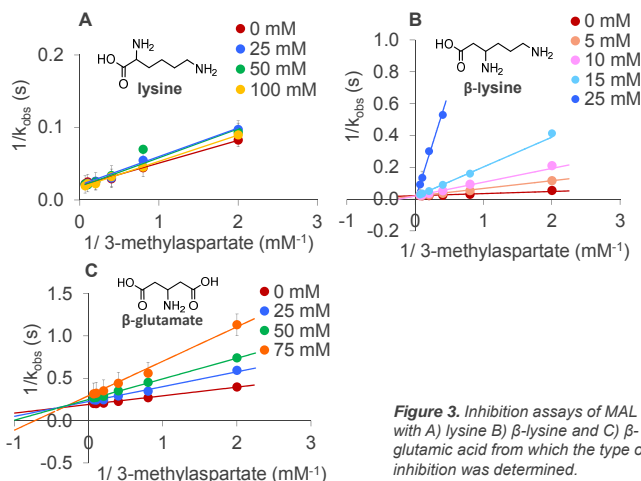 A
NH₂
HO
O
NH₂
lysine
0 mM
25 mM
50 mM
100 mM
0.2
0.1
0.0
1/k_obs (s)
0
1
2
3
1/ 3-methylaspartate (mM⁻¹)
B
HO
O
NH₂
NH₂
β-lysine
0 mM
5 mM
10 mM
15 mM
25 mM
1.0
0.8
0.6
0.4
0.2
0.0
-0.2
1/k_obs (s)
-1
1
2
3
1/ 3-methylaspartate (mM⁻¹)
C
HO
OH
O
NH₂
O
β-glutamate
0 mM
25 mM
50 mM
75 mM
1.5
1.0
0.5
0.0
-0.5
1/k_obs (s)
-1
0
1
2
3
1/ 3-methylaspartate (mM⁻¹)
Figure 3. Inhibition assays of MAL
with A) lysine B) β-lysine and C) β-
glutamic acid from which the type o
inhibition was determined.